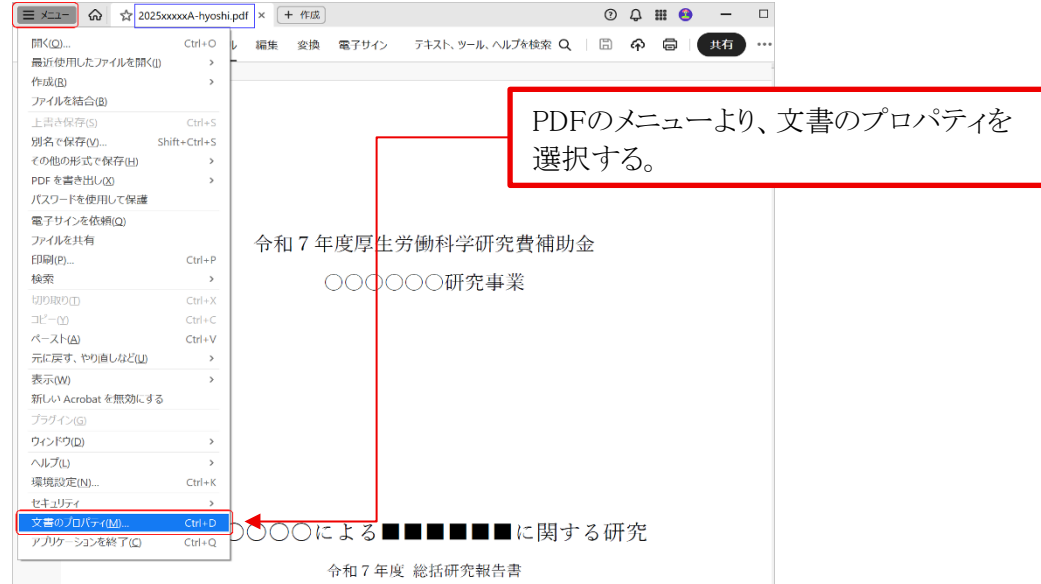 メニュー 2025xxxxxA-hyoshi.pdf × + 作成
編集 変換 電子サイン テキスト、ツール、ヘルプを検索 共有
開く(O)... Ctrl+O
最近使用したファイルを開く(I) >
作成(R) >
ファイルを結合(B)
上書き保存(S) Ctrl+S
別名で保存(V)... Shift+Ctrl+S
その他の形式で保存(H) >
PDF を書き出し(X) >
パスワードを使用して保護
電子サインを依頼(Q)
ファイルを共有
印刷(P)... Ctrl+P
検索 >
切り取り(T) Ctrl+X
コピー(Y) Ctrl+C
ペースト(A) Ctrl+V
元に戻す、やり直しなど(U) >
表示(W) >
新しい Acrobat を無効にする
プラグイン(G)
ウィンドウ(D) >
ヘルプ(L) >
環境設定(N)... Ctrl+K
セキュリティ >
文書のプロパティ(M)... Ctrl+D
アプリケーションを終了(C) Ctrl+Q
PDFのメニューより、文書のプロパティを
選択する。
令和7年度厚生労働科学研究費補助金
○○○○○○研究事業
○○○○による■■■■■■に関する研究
令和7年度 総括研究報告書